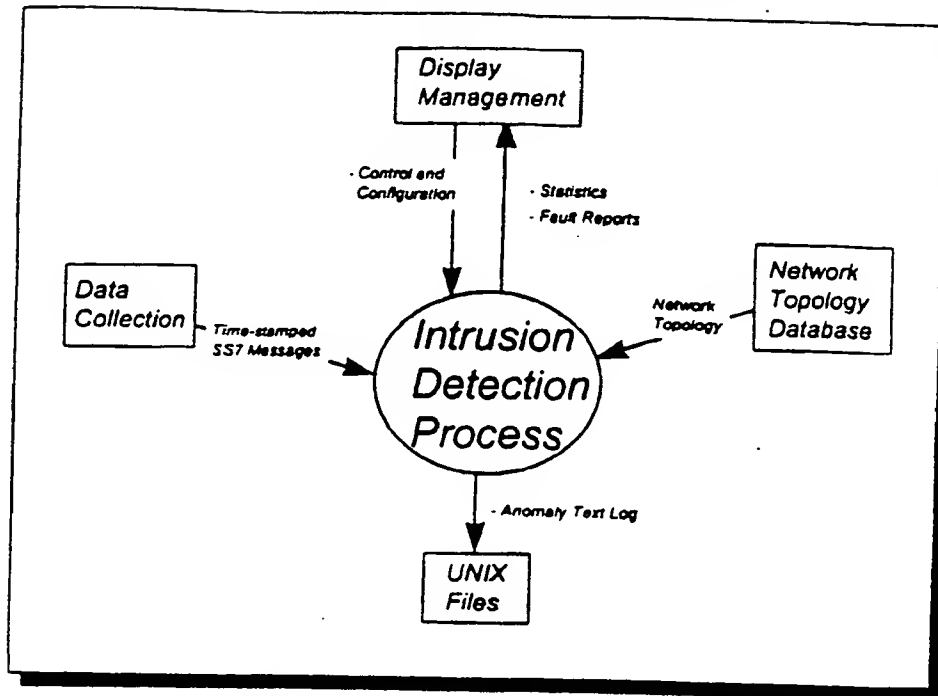 Display
Management
- Control and
Configuration
- Statistics
- Fault Reports
Data
Collection
Time-stamped
SS7 Messages
Network
Topology
Network
Topology
Database
Intrusion
Detection
Process
- Anomaly Text Log
UNIX
Files